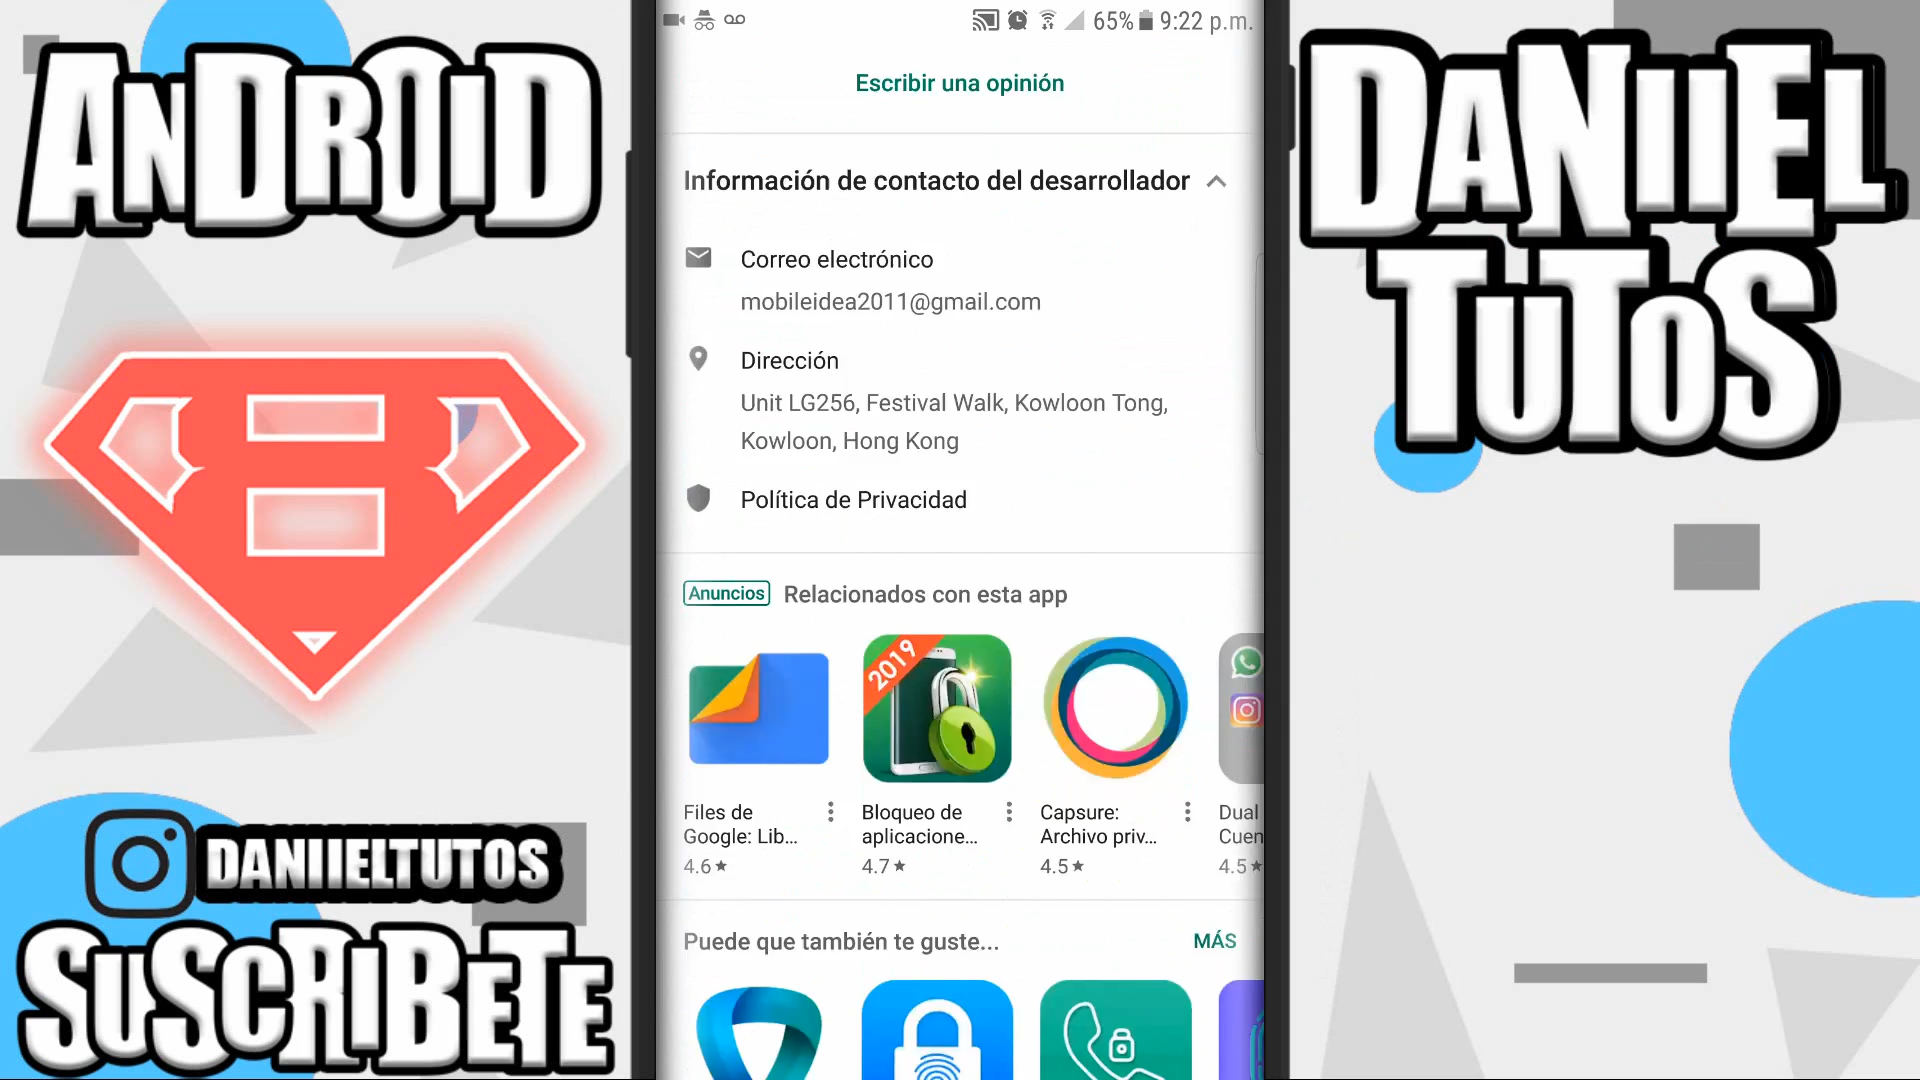 ANDROID
DANIIELTUTOS
SUSCRIBETE
65% 9:22 p.m.
Escribir una opinión
Información de contacto del desarrollador
Correo electrónico
mobileidea2011@gmail.com
Dirección
Unit LG256, Festival Walk, Kowloon Tong,
Kowloon, Hong Kong
Política de Privacidad
Anuncios Relacionados con esta app
2019
Files de
Google: Lib...
4.6★
Bloqueo de
aplicacione...
4.7★
Capsure:
Archivo priv...
4.5★
Dual
Cuen
4.5★
Puede que también te guste...
MÁS
DANIIEL
TUTOS